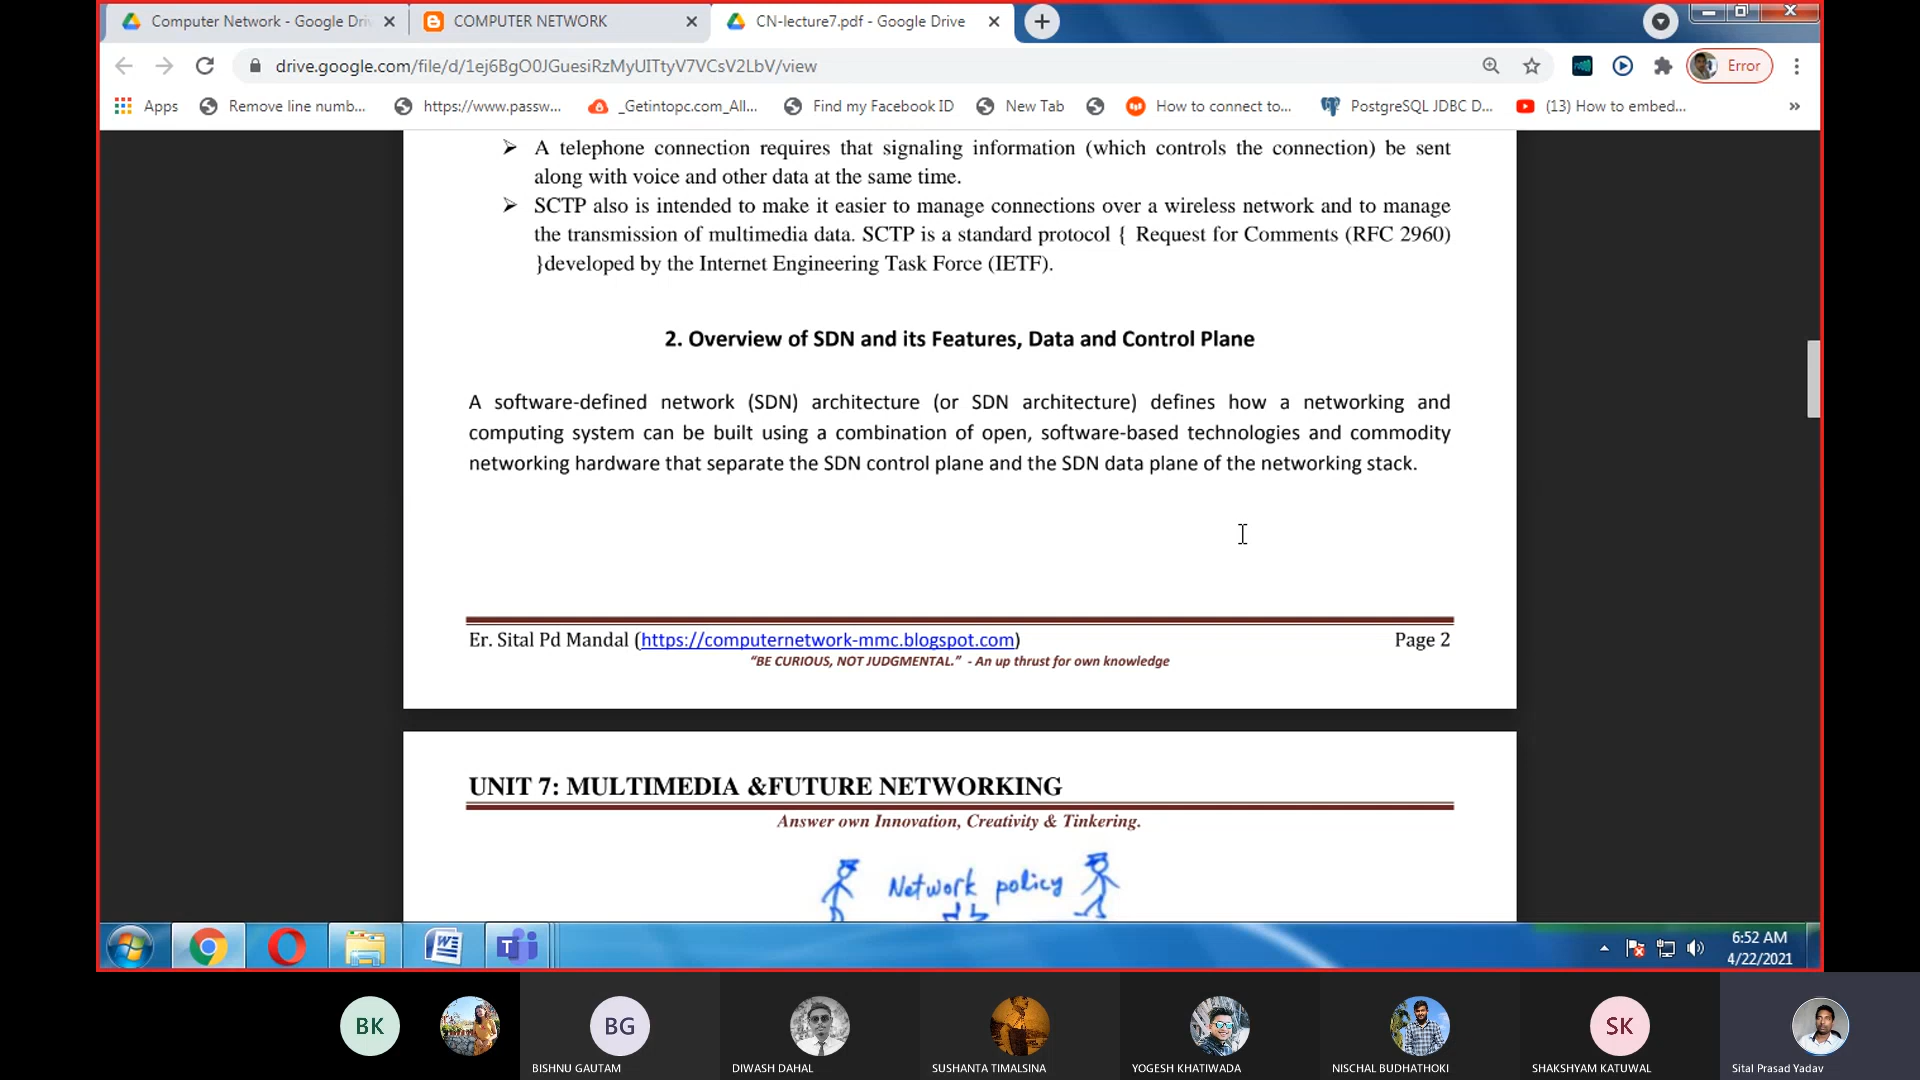 Computer Network - Google Dri
COMPUTER NETWORK
CN-lecture7.pdf - Google Drive
drive.google.com/file/d/1ej6BgO0JGuesiRzMyUITtyV7VCsV2LbV/view
Error
Apps
Remove line numb...
https://www.passw...
_Getintopc.com_All...
Find my Facebook ID
New Tab
How to connect to...
PostgreSQL JDBC D...
(13) How to embed...
»
➢ A telephone connection requires that signaling information (which controls the connection) be sent
along with voice and other data at the same time.
➢ SCTP also is intended to make it easier to manage connections over a wireless network and to manage
the transmission of multimedia data. SCTP is a standard protocol { Request for Comments (RFC 2960)
}developed by the Internet Engineering Task Force (IETF).
2. Overview of SDN and its Features, Data and Control Plane
A software-defined network (SDN) architecture (or SDN architecture) defines how a networking and
computing system can be built using a combination of open, software-based technologies and commodity
networking hardware that separate the SDN control plane and the SDN data plane of the networking stack.
Er. Sital Pd Mandal (https://computernetwork-mmc.blogspot.com)
Page 2
“BE CURIOUS, NOT JUDGMENTAL.” - An up thrust for own knowledge
UNIT 7: MULTIMEDIA &FUTURE NETWORKING
Answer own Innovation, Creativity & Tinkering.
Network policy
6:52 AM
4/22/2021
BK
BG
BISHNU GAUTAM
DIWASH DAHAL
SUSHANTA TIMALSINA
YOGESH KHATIWADA
NISCHAL BUDHATHOKI
SK
SHAKSHYAM KATUWAL
Sital Prasad Yadav